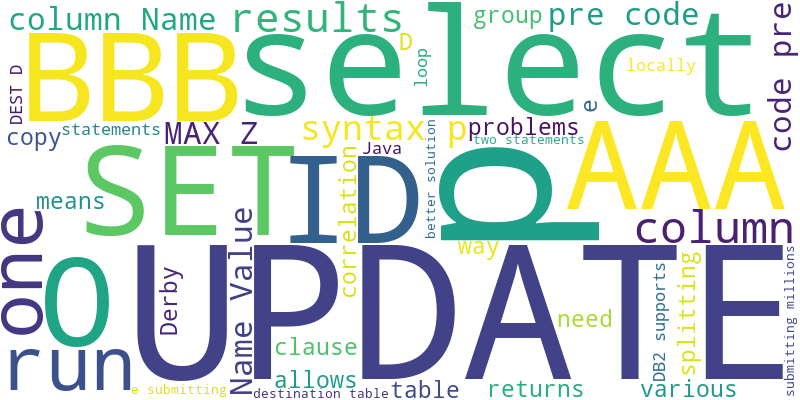 column Name
results
group
pre code
BBB
select
D
loop
locally
code pre
DEST D
copy
statements
MAX Z
syntax p
problems
e
Java
two statements
SET
ID
p
AAA
means
correlation
better solution
column
one
O
UPDATE
Way
Name Value
Derby
need
DB2 supports
splitting
submitting millions
run
clause
allows
e submitting
destination table
table
returns
various